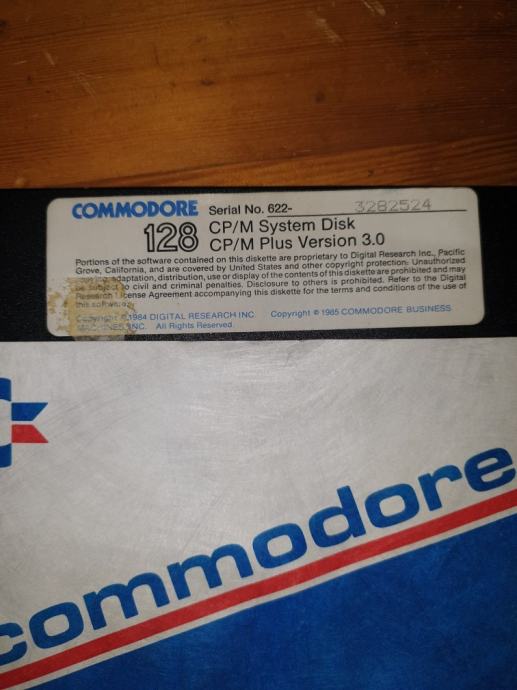 COMMODORE Serial No. 622- 3282524
128 CP/M System Disk
CP/M Plus Version 3.0
Portions of the software contained on this diskette are proprietary to Digital Research Inc., Pacific
Grove, California, and are covered by United States and other copyright protection: Unauthorized
copying, adaptation, distribution, use or display of the contents of this diskette are prohibited and may
be subject to civil and criminal penalties. Disclosure to others is prohibited. Refer to the Digital
Research License Agreement accompanying this diskette for the terms and conditions of the use of
this software.
Copyright © 1984 DIGITAL RESEARCH INC. Copyright © 1985 COMMODORE BUSINESS
MACHINES INC. All Rights Reserved.
commodore